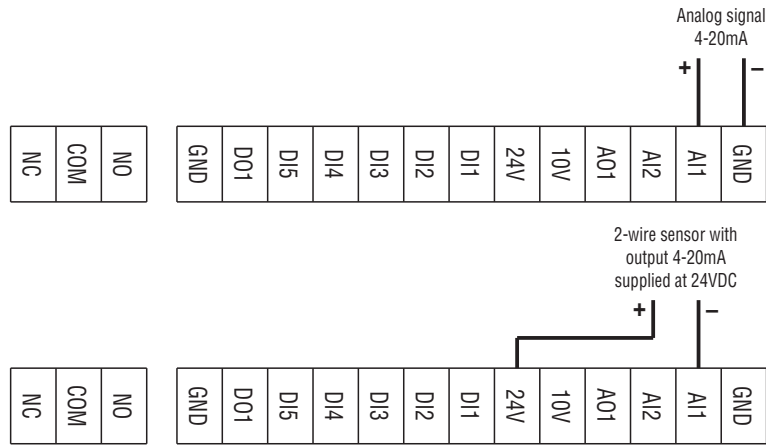 Analog signal
4-20mA
+ –
NC COM NO GND DO1 DI5 DI4 DI3 DI2 DI1 24V 10V AO1 AI2 AI1 GND
2-wire sensor with
output 4-20mA
supplied at 24VDC
+ –
NC COM NO GND DO1 DI5 DI4 DI3 DI2 DI1 24V 10V AO1 AI2 AI1 GND